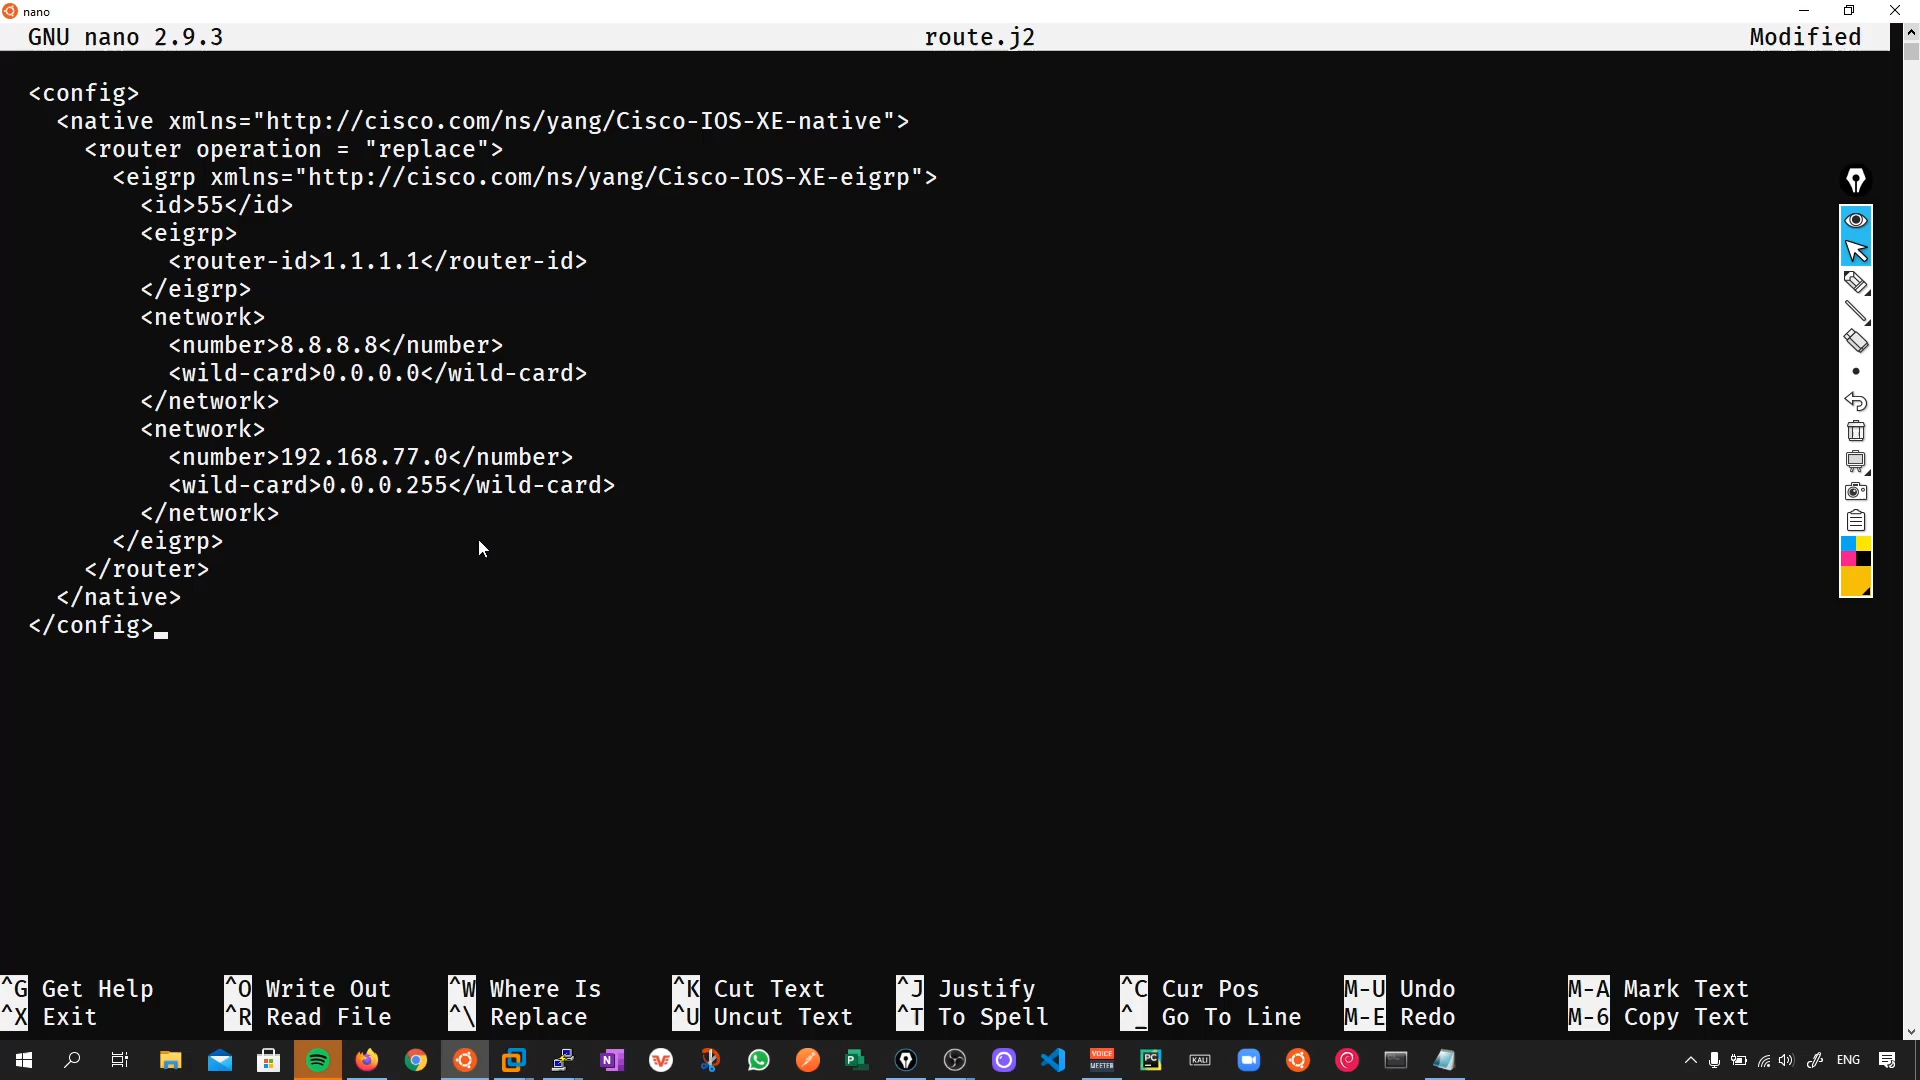 nano
GNU nano 2.9.3 route.j2 Modified
<config>
  <native xmlns="http://cisco.com/ns/yang/Cisco-IOS-XE-native">
    <router operation = "replace">
      <eigrp xmlns="http://cisco.com/ns/yang/Cisco-IOS-XE-eigrp">
        <id>55</id>
        <eigrp>
          <router-id>1.1.1.1</router-id>
        </eigrp>
        <network>
          <number>8.8.8.8</number>
          <wild-card>0.0.0.0</wild-card>
        </network>
        <network>
          <number>192.168.77.0</number>
          <wild-card>0.0.0.255</wild-card>
        </network>
      </eigrp>
    </router>
  </native>
</config>
^G Get Help ^O Write Out ^W Where Is ^K Cut Text ^J Justify ^C Cur Pos M-U Undo M-A Mark Text
^X Exit ^R Read File ^\ Replace ^U Uncut Text ^T To Spell ^_ Go To Line M-E Redo M-6 Copy Text
VOICE
MEETER
PC
KALI
ENG